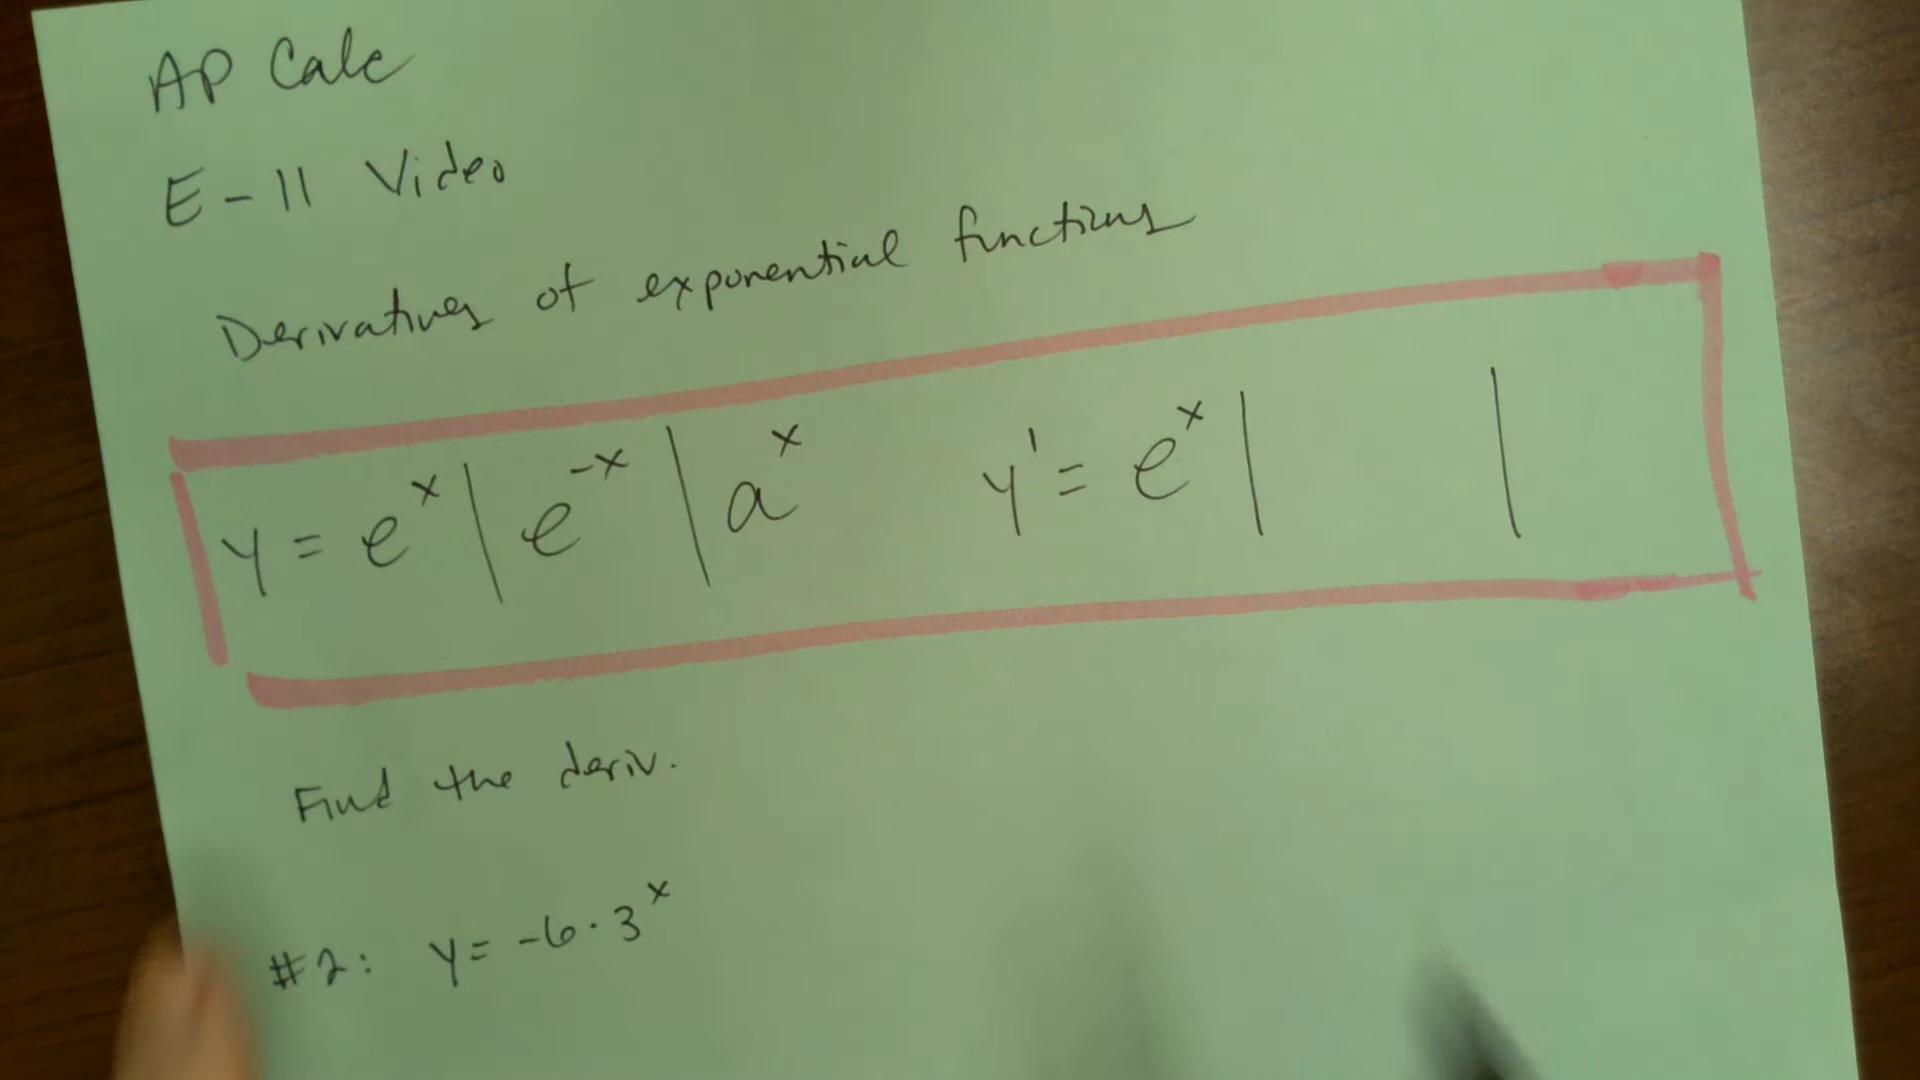 AP Calc
E-11 Video
Derivatives of exponential functions
y = e^x | e^-x | a^x y' = e^x | |
Find the deriv.
#2: y = -6 · 3^x